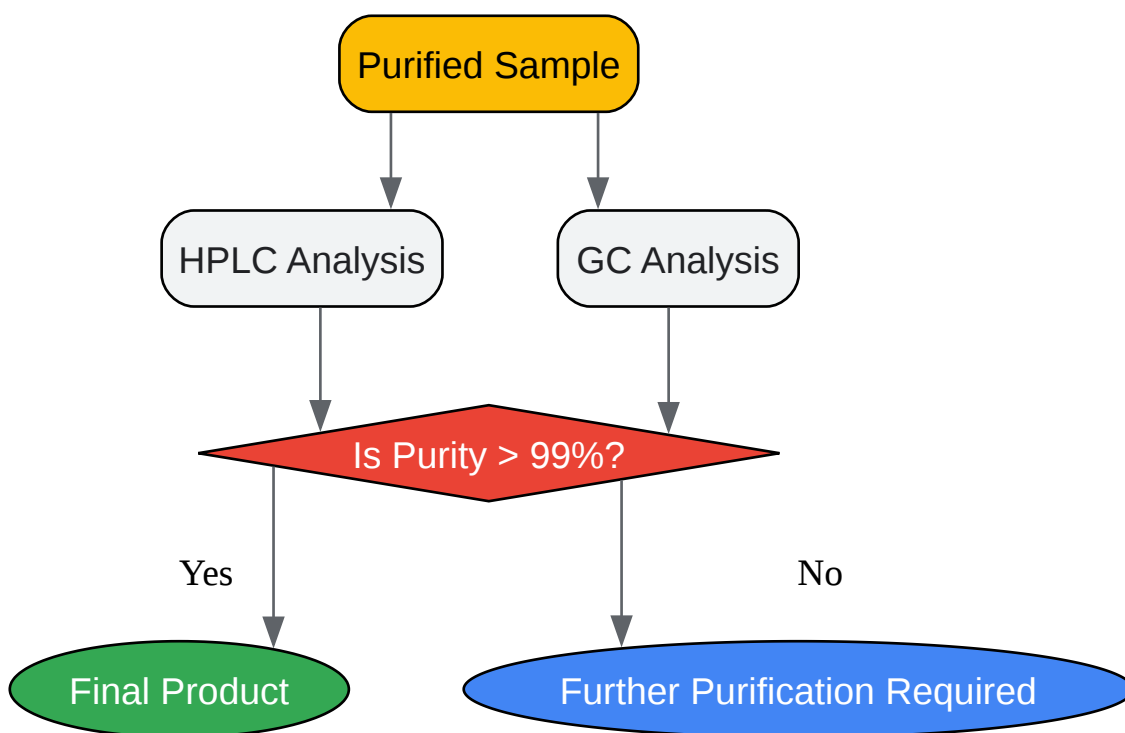 Purified Sample
HPLC Analysis
GC Analysis
Is Purity > 99%?
Yes
No
Final Product
Further Purification Required